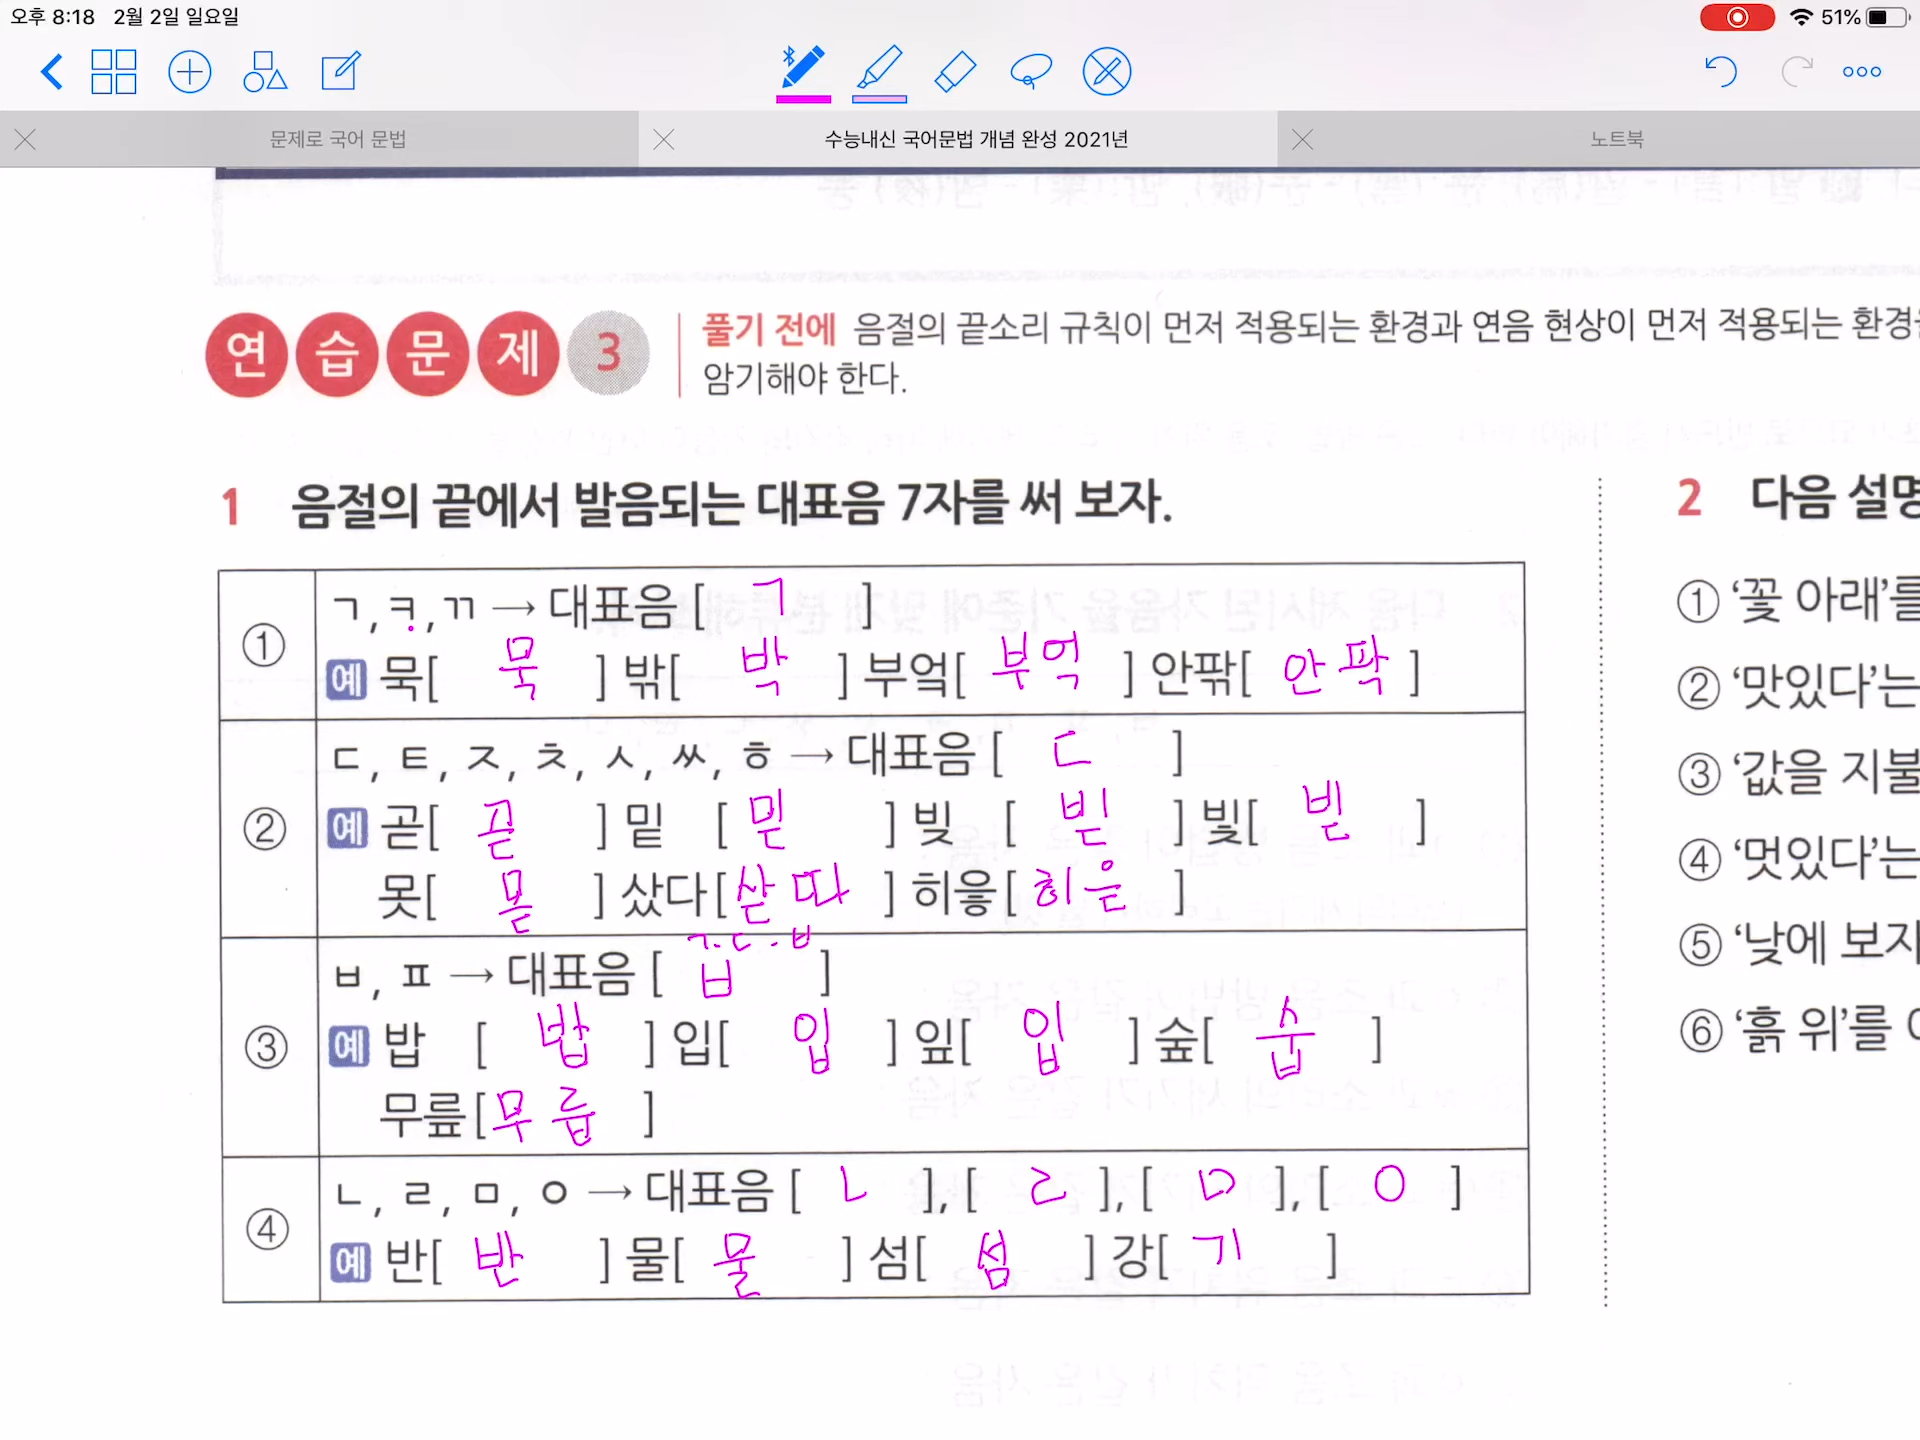 오후 8:18 2월 2일 일요일 51%
문제로 국어 문법 수능내신 국어문법 개념 완성 2021년 노트북
연습문제 3 풀기 전에 음절의 끝소리 규칙이 먼저 적용되는 환경과 연음 현상이 먼저 적용되는 환경
암기해야 한다.
1 음절의 끝에서 발음되는 대표음 7자를 써 보자.
① ㄱ, ㅋ, ㄲ → 대표음 [ ㄱ ]
예 묵[ 묵 ] 밖[ 박 ] 부엌[ 부억 ] 안팎[ 안팍 ]
② ㄷ, ㅌ, ㅈ, ㅊ, ㅅ, ㅆ, ㅎ → 대표음 [ ㄷ ]
예 곧[ 곧 ] 밑 [ 믿 ] 빚 [ 빋 ] 빛[ 빋 ]
못[ 몯 ] 샀다[ 삳따 ] 히읗[ 히은 ]
ㄱ.ㄷ.ㅂ
③ ㅂ, ㅍ → 대표음 [ ㅂ ]
예 밥 [ 밥 ] 입[ 입 ] 잎[ 입 ] 숲[ 숩 ]
무릎[ 무릅 ]
④ ㄴ, ㄹ, ㅁ, ㅇ → 대표음 [ ㄴ ], [ ㄹ ], [ ㅁ ], [ ㅇ ]
예 반[ 반 ] 물[ 물 ] 섬[ 섬 ] 강[ 기 ]
2 다음 설명
① ‘꽃 아래’를
② ‘맛있다’는
③ ‘값을 지불
④ ‘멋있다’는
⑤ ‘낮에 보자
⑥ ‘흙 위’를